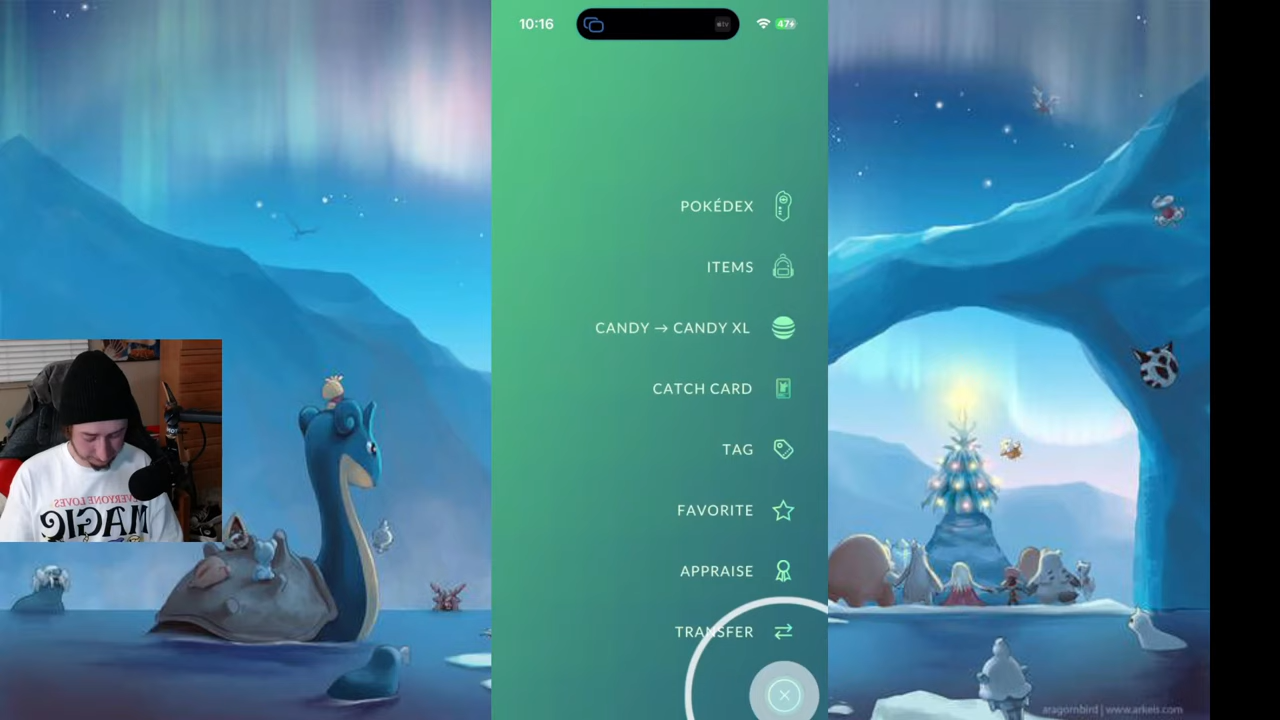 10:16
47
POKÉDEX
ITEMS
CANDY → CANDY XL
CATCH CARD
TAG
FAVORITE
APPRAISE
TRANSFER
EVERYONE LOVES
MAGIC
aragornbird | www.arkeis.com